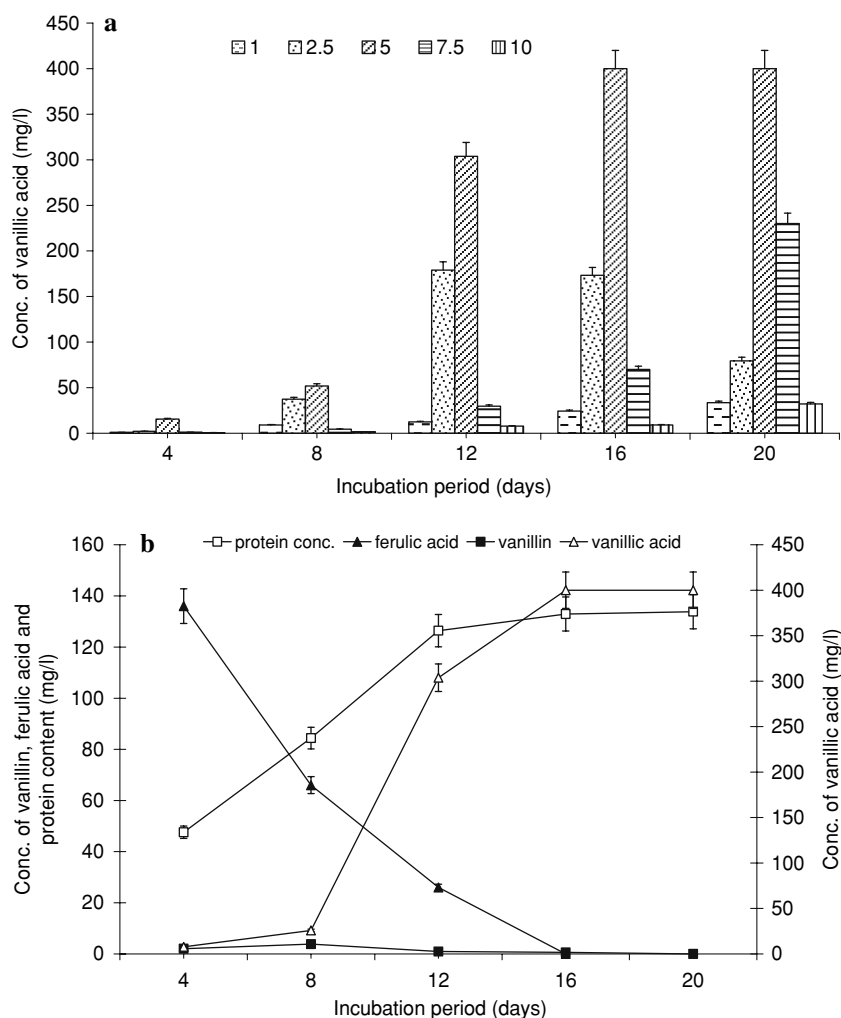 a
1 2.5 5 7.5 10
450
400
350
300
250
200
150
100
50
0
Conc. of vanillic acid (mg/l)
4 8 12 16 20
Incubation period (days)
b
protein conc. ferulic acid vanillin vanillic acid
160
140
120
100
80
60
40
20
0
Conc. of vanillin, ferulic acid and
protein content (mg/l)
450
400
350
300
250
200
150
100
50
0
Conc. of vanillic acid (mg/l)
4 8 12 16 20
Incubation period (days)